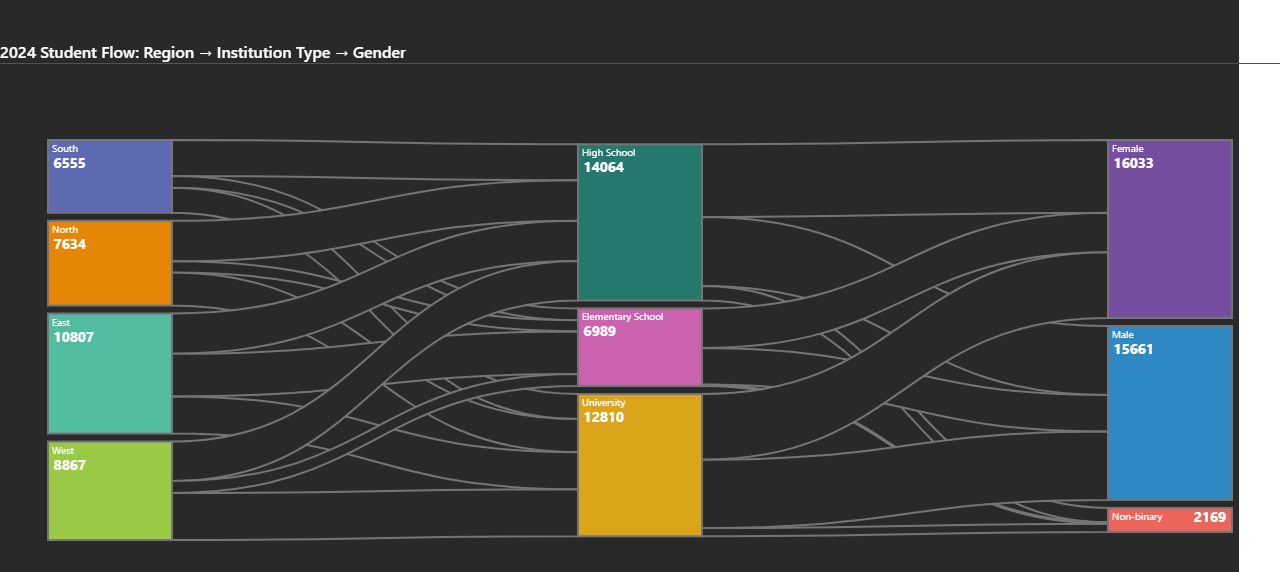 2024 Student Flow: Region → Institution Type → Gender
South
6555
North
7634
East
10807
West
8867
High School
14064
Elementary School
6989
University
12810
Female
16033
Male
15661
Non-binary 2169